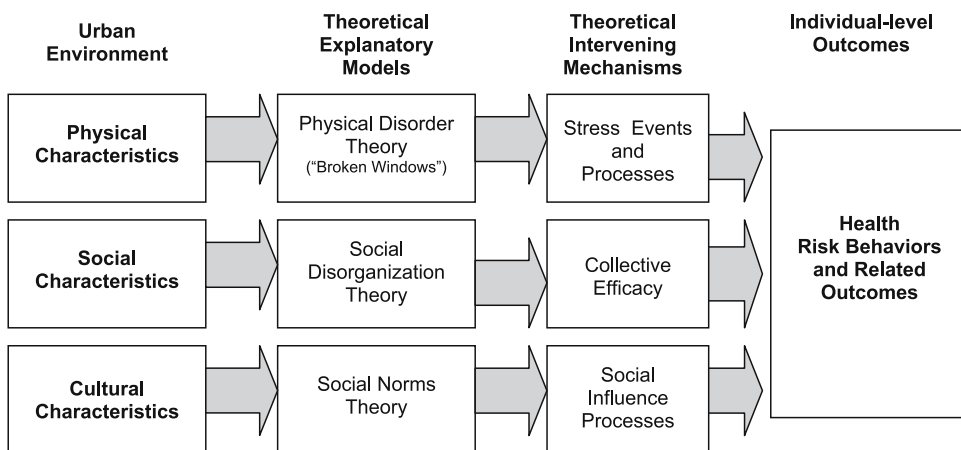 Urban
Environment
Theoretical
Explanatory
Models
Theoretical
Intervening
Mechanisms
Individual-level
Outcomes
Physical
Characteristics
Physical Disorder
Theory
(“Broken Windows”)
Stress Events
and
Processes
Social
Characteristics
Social
Disorganization
Theory
Collective
Efficacy
Cultural
Characteristics
Social Norms
Theory
Social
Influence
Processes
Health
Risk Behaviors
and Related
Outcomes